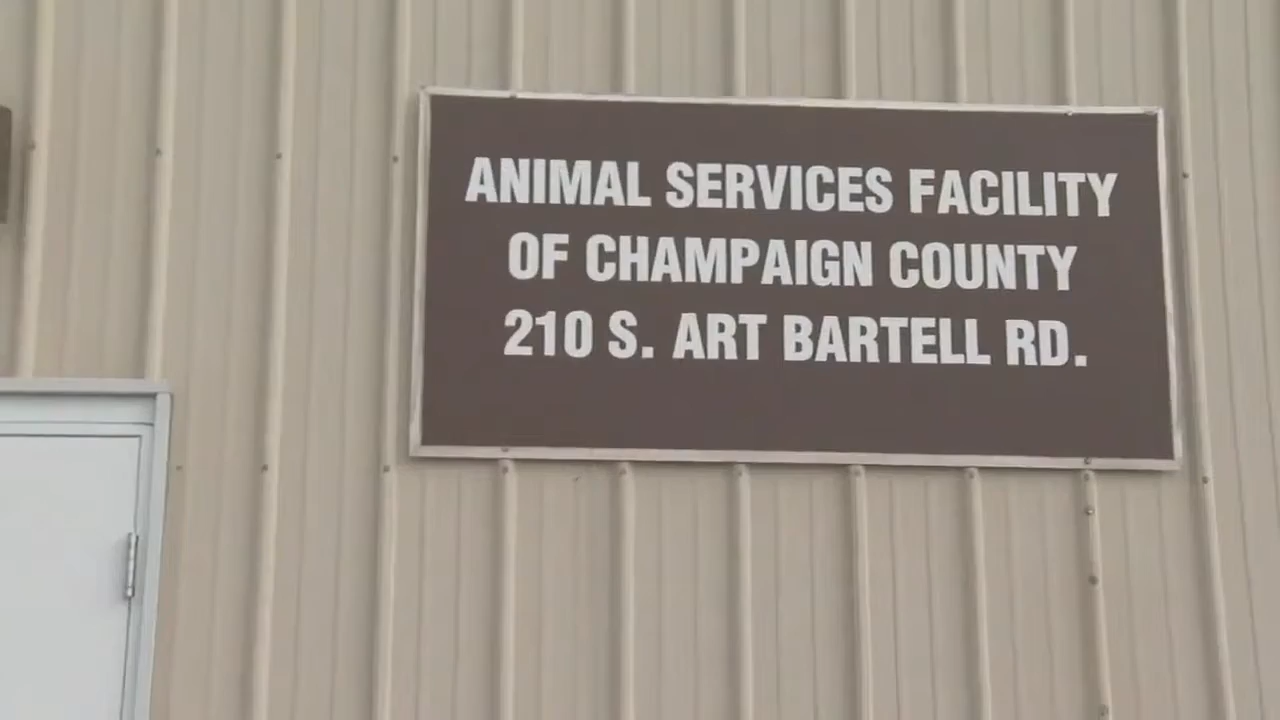 ANIMAL SERVICES FACILITY
OF CHAMPAIGN COUNTY
210 S. ART BARTELL RD.